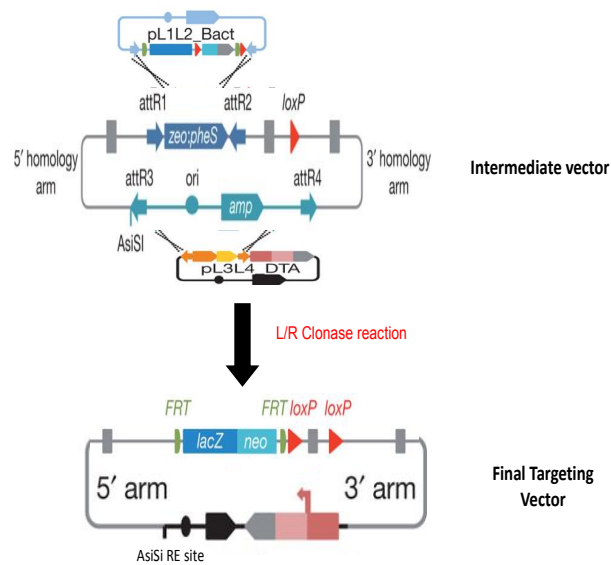 pL1L2_Bact
attR1
attR2
loxP
zeo:pheS
5′ homology
arm
3′ homology
arm
Intermediate vector
attR3
ori
attR4
amp
AsiSI
pL3L4_DTA
L/R Clonase reaction
FRT
FRT
loxP
loxP
lacZ
neo
5′ arm
3′ arm
Final Targeting
Vector
AsiSi RE site